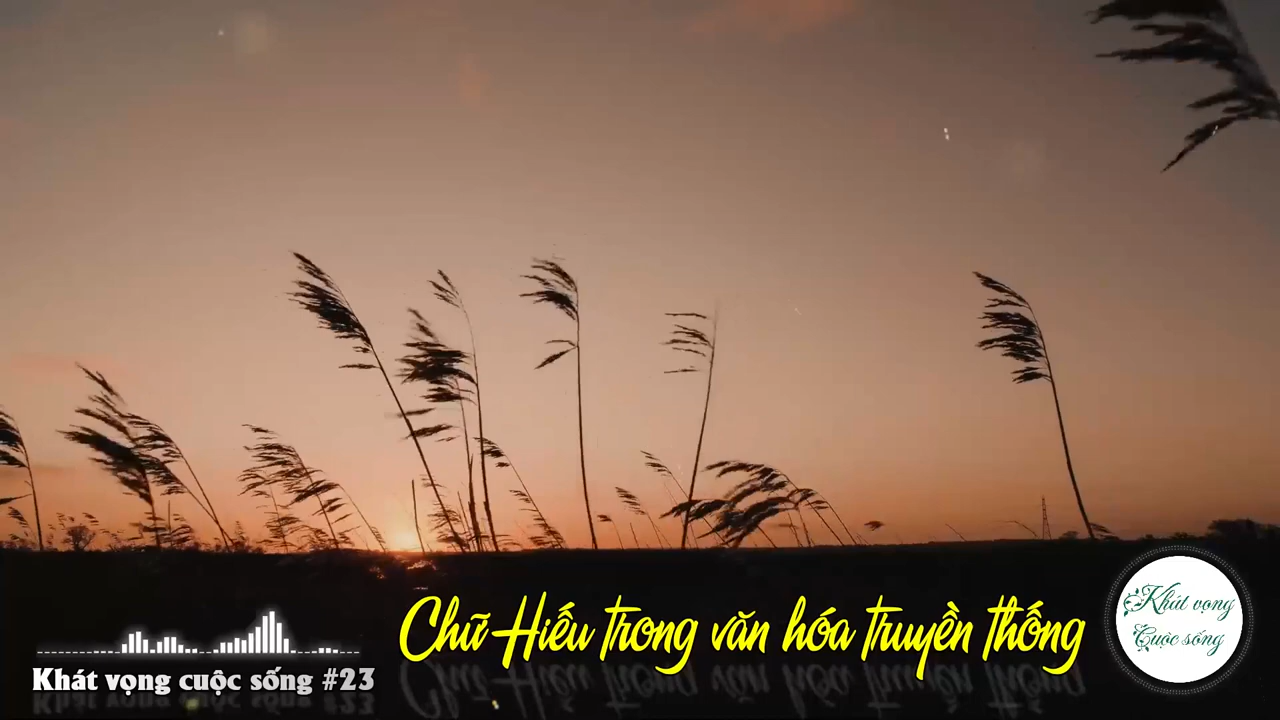 Chữ Hiếu trong văn hóa truyền thống
Khát vọng cuộc sống #23
Khát vọng
Cuộc sống